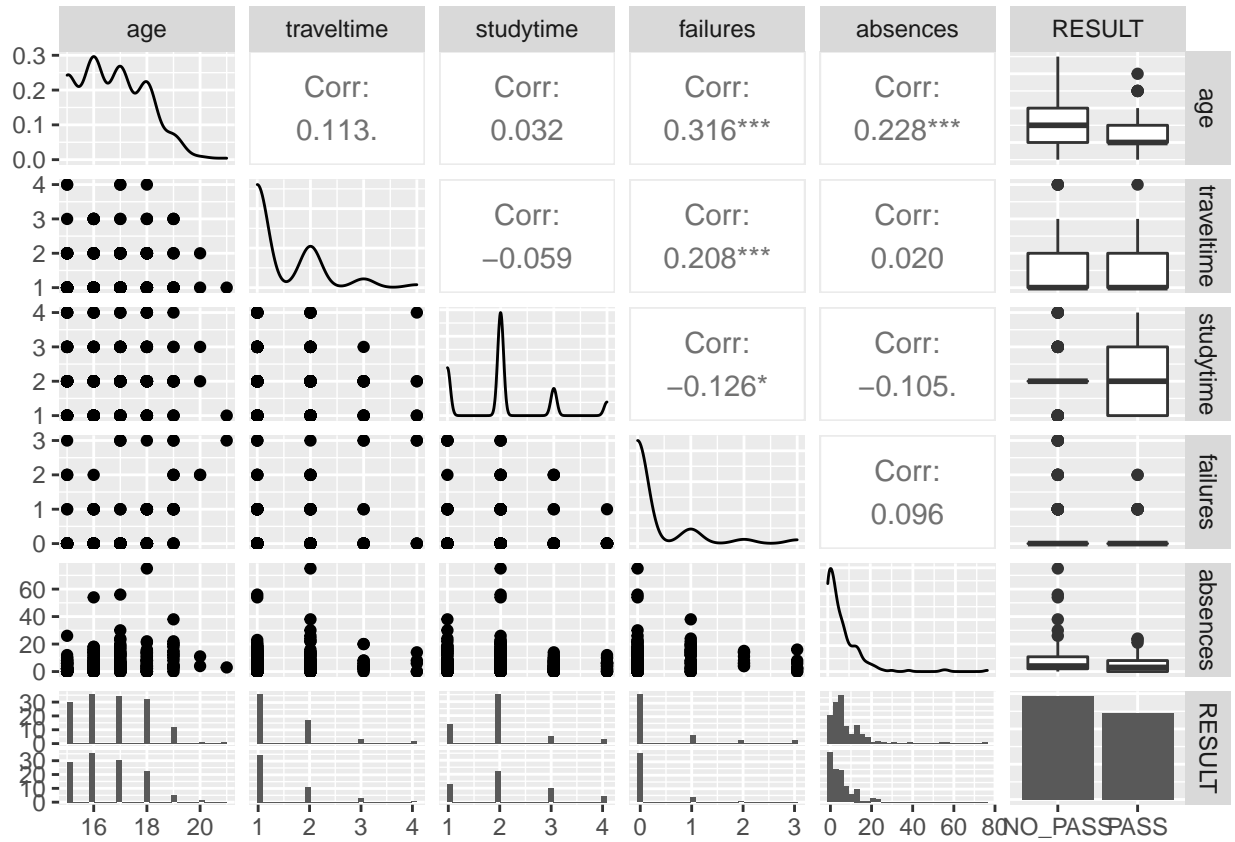 age traveltime studytime failures absences RESULT
0.3
0.2
0.1
0.0
Corr:
0.113.
Corr:
0.032
Corr:
0.316***
Corr:
0.228***
age
4
3
2
1
Corr:
−0.059
Corr:
0.208***
Corr:
0.020
traveltime
4
3
2
1
Corr:
−0.126*
Corr:
−0.105.
studytime
3
2
1
0
Corr:
0.096
failures
60
40
20
0
absences
30
20
10
0
30
20
10
0
RESULT
16 18 20 1 2 3 4 1 2 3 4 0 1 2 3 0 20 40 60 80 NO_PASS PASS